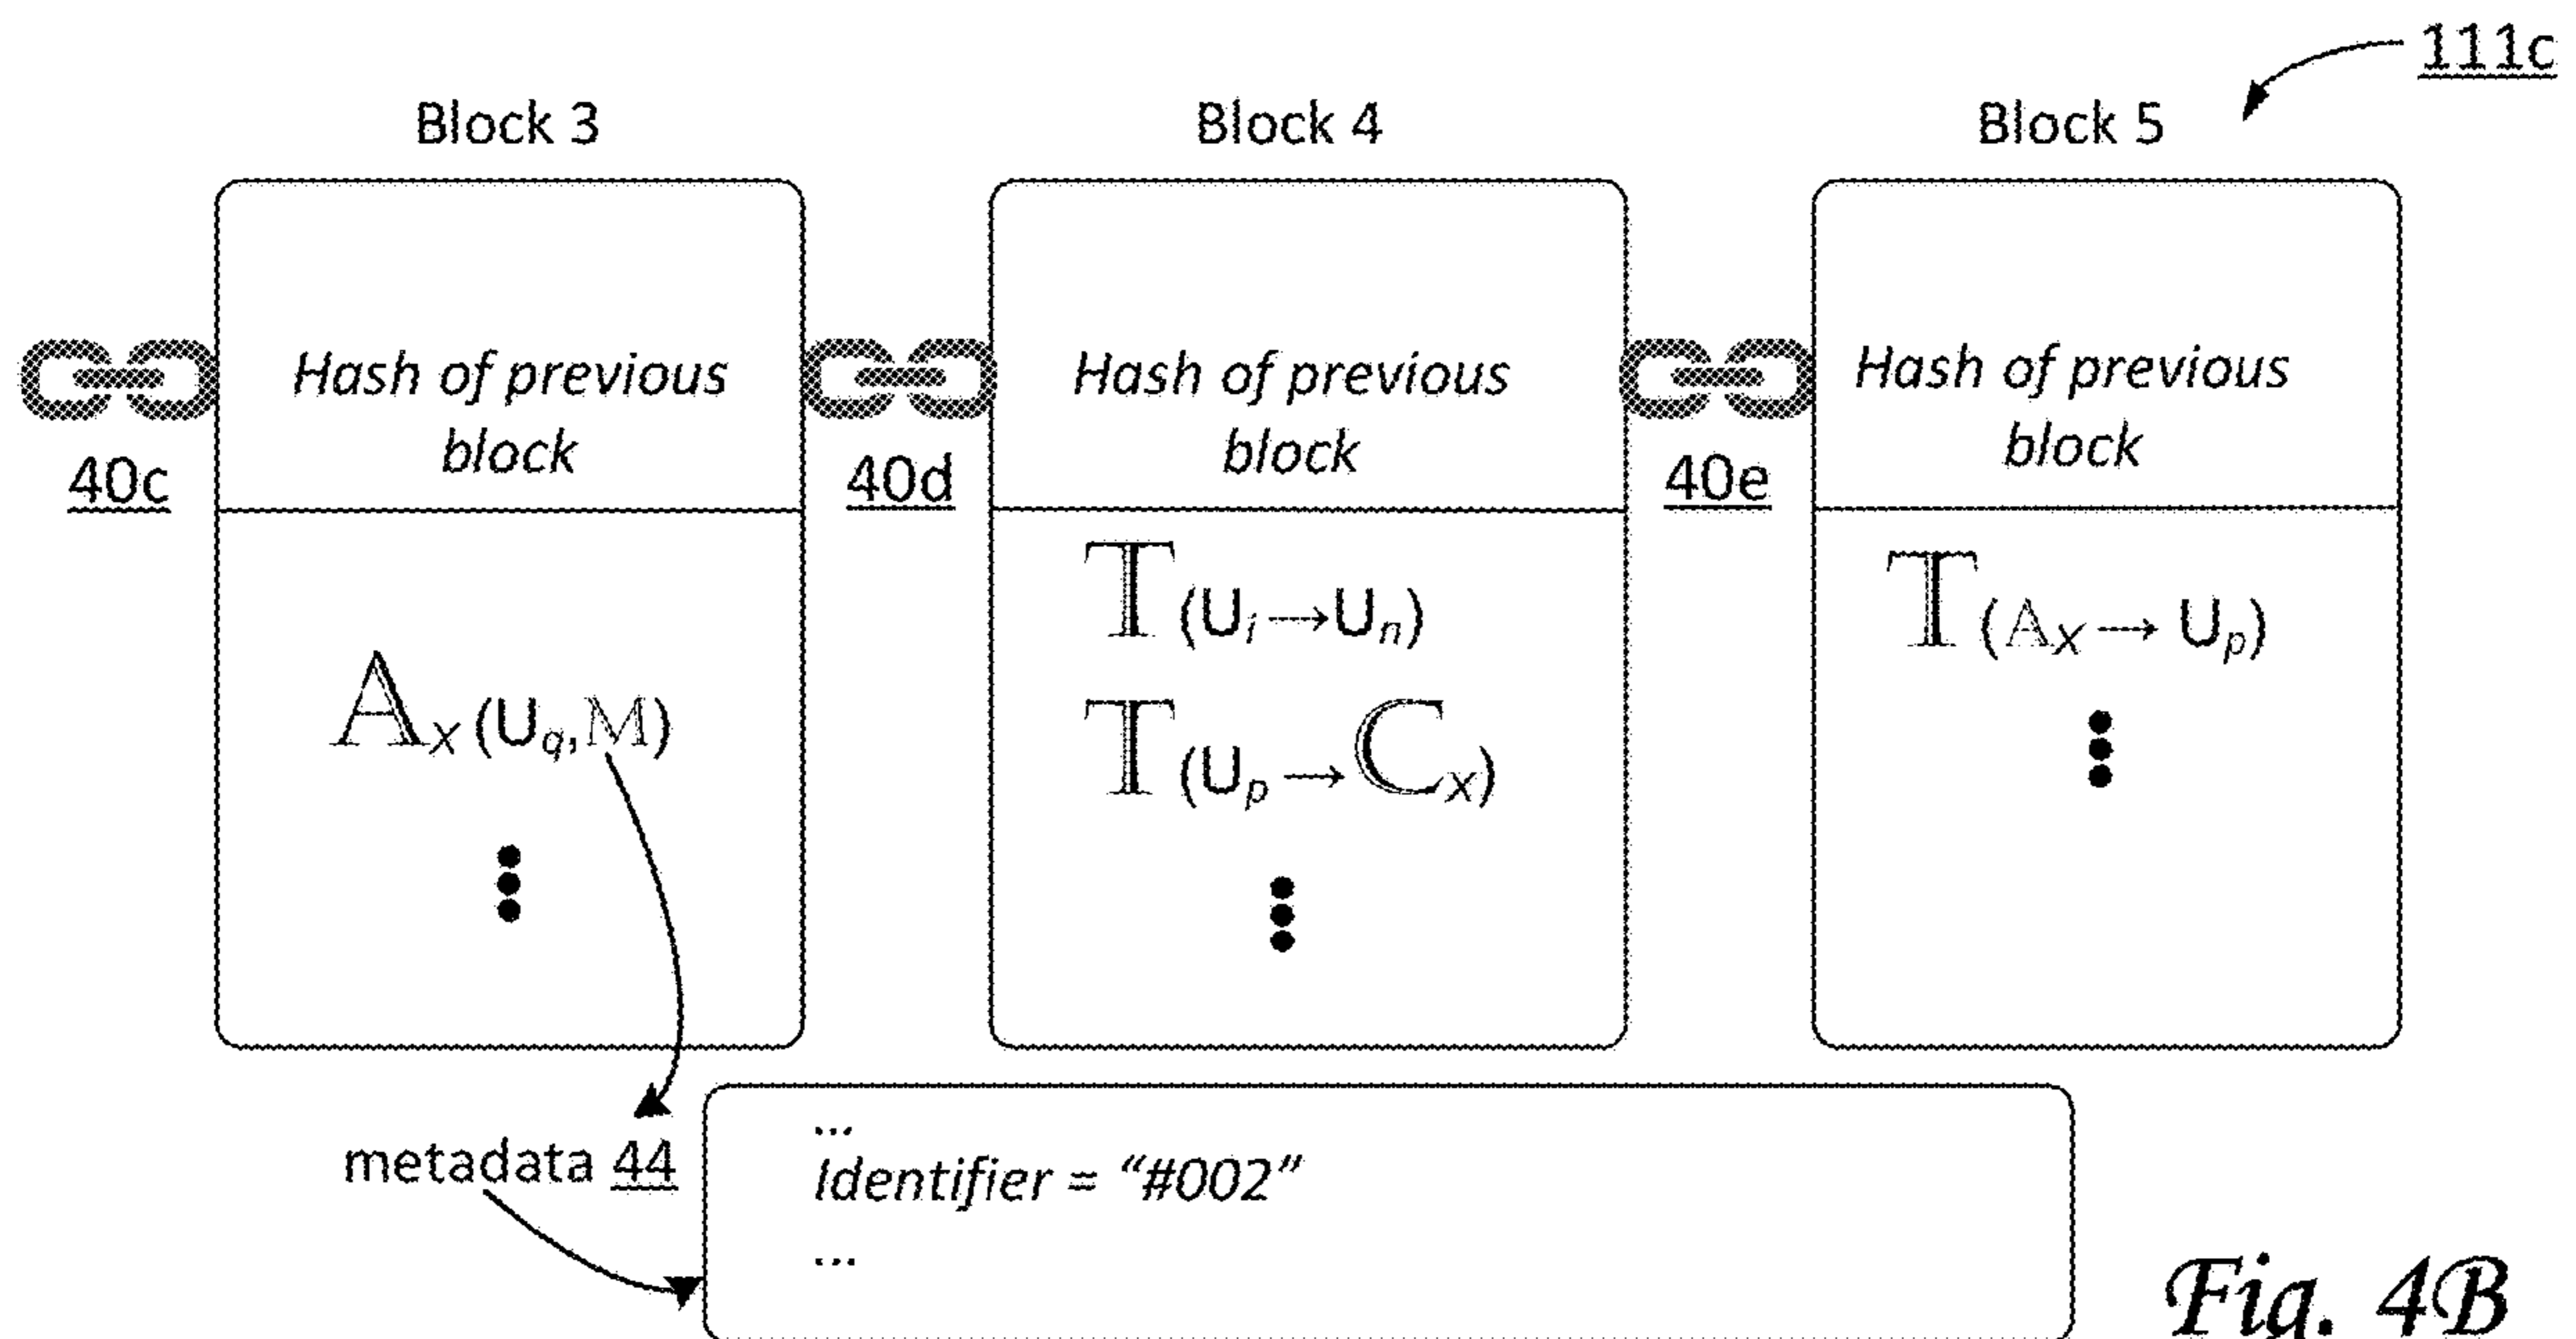 111c
Block 3
Block 4
Block 5
Hash of previous
block
Hash of previous
block
Hash of previous
block
40c
40d
40e
𝔸x (Uq,𝕄)
𝕋(Ui→Un)
𝕋(Up→ℂx)
𝕋(𝔸x→ Up)
metadata 44
...
Identifier = “#002”
...
Fig. 4B